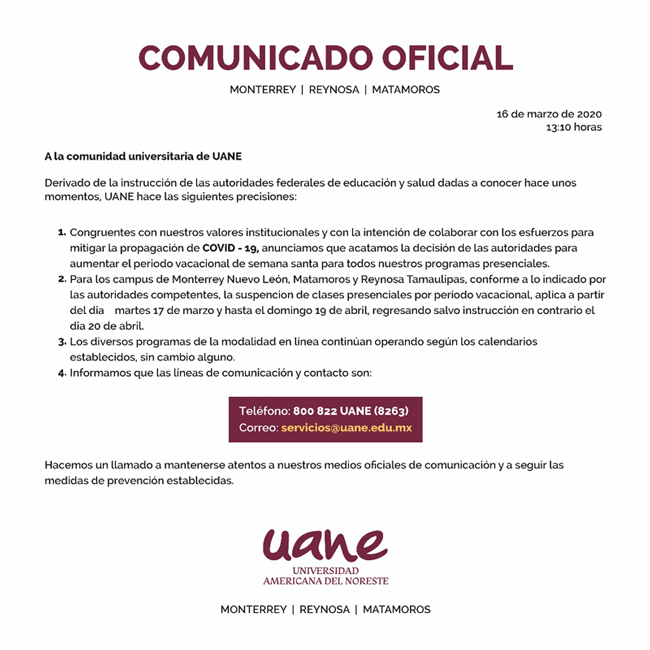 COMUNICADO OFICIAL
MONTERREY | REYNOSA | MATAMOROS
16 de marzo de 2020
13:10 horas
A la comunidad universitaria de UANE
Derivado de la instrucción de las autoridades federales de educación y salud dadas a conocer hace unos
momentos, UANE hace las siguientes precisiones:
1. Congruentes con nuestros valores institucionales y con la intención de colaborar con los esfuerzos para
mitigar la propagación de COVID - 19, anunciamos que acatamos la decisión de las autoridades para
aumentar el periodo vacacional de semana santa para todos nuestros programas presenciales.
2. Para los campus de Monterrey Nuevo León, Matamoros y Reynosa Tamaulipas, conforme a lo indicado por
las autoridades competentes, la suspencion de clases presenciales por periodo vacacional, aplica a partir
del dia martes 17 de marzo y hasta el domingo 19 de abril, regresando salvo instrucción en contrario el
dia 20 de abril.
3. Los diversos programas de la modalidad en línea continúan operando según los calendarios
establecidos, sin cambio alguno.
4. Informamos que las líneas de comunicación y contacto son:
Teléfono: 800 822 UANE (8263)
Correo: servicios@uane.edu.mx
Hacemos un llamado a mantenerse atentos a nuestros medios oficiales de comunicación y a seguir las
medidas de prevención establecidas.
uane
UNIVERSIDAD
AMERICANA DEL NORESTE
MONTERREY | REYNOSA | MATAMOROS